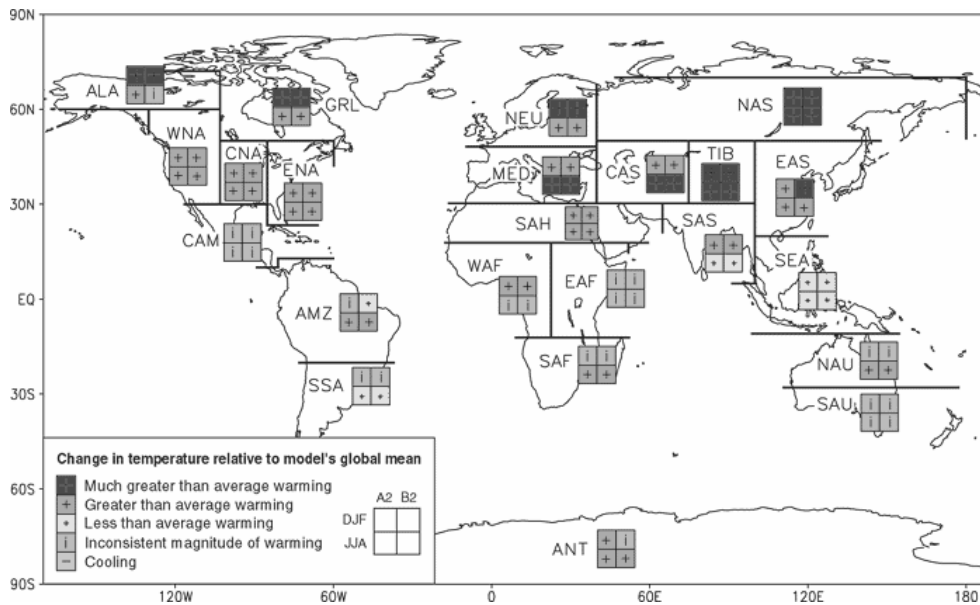 90N
60N
30N
EQ
30S
60S
90S
ALA
GRL
WNA
CNA
ENA
CAM
AMZ
SSA
NEU
NAS
MED
CAS
TIB
EAS
SAH
SAS
WAF
EAF
SEA
SAF
NAU
SAU
ANT
Change in temperature relative to model's global mean
Much greater than average warming
Greater than average warming
Less than average warming
i Inconsistent magnitude of warming
Cooling
A2 B2
DJF
JJA
120W 60W 0 60E 120E 180